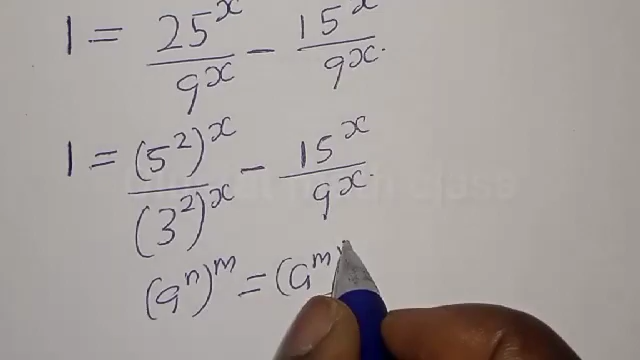 1 = 25^x/9^x - 15^x/9^x.
1 = (5^2)^x/(3^2)^x - 15^x/9^x.
(a^n)^m = (a^m